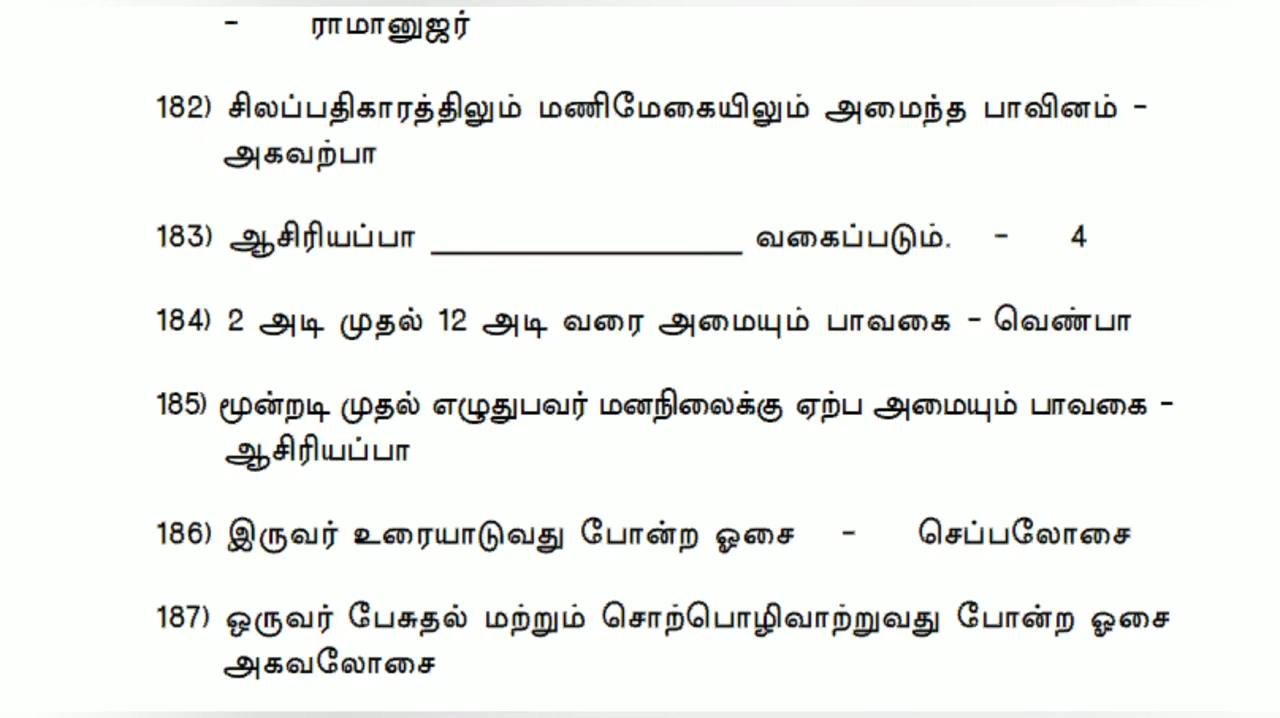 - ராமானுஜர்
182) சிலப்பதிகாரத்திலும் மணிமேகையிலும் அமைந்த பாவினம் -
அகவற்பா
183) ஆசிரியப்பா ____________________ வகைப்படும். - 4
184) 2 அடி முதல் 12 அடி வரை அமையும் பாவகை - வெண்பா
185) மூன்றடி முதல் எழுதுபவர் மனநிலைக்கு ஏற்ப அமையும் பாவகை -
ஆசிரியப்பா
186) இருவர் உரையாடுவது போன்ற ஓசை - செப்பலோசை
187) ஒருவர் பேசுதல் மற்றும் சொற்பொழிவாற்றுவது போன்ற ஓசை
அகவலோசை